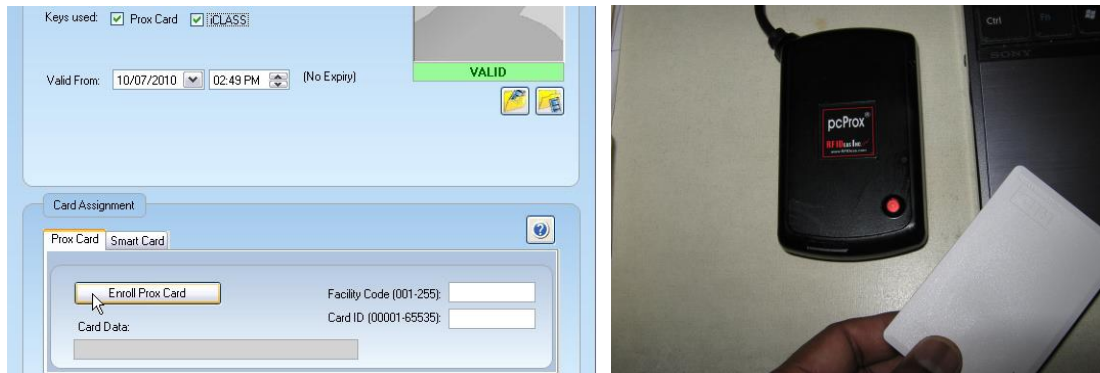 Keys used: Prox Card iCLASS
VALID
Valid From: 10/07/2010 02:49 PM (No Expiry)
Card Assignment
Prox Card Smart Card
Enroll Prox Card Facility Code (001-255):
Card ID (00001-65535):
Card Data:
pcProx®
RFIDeas Inc.
Ctrl
Fn
SONY